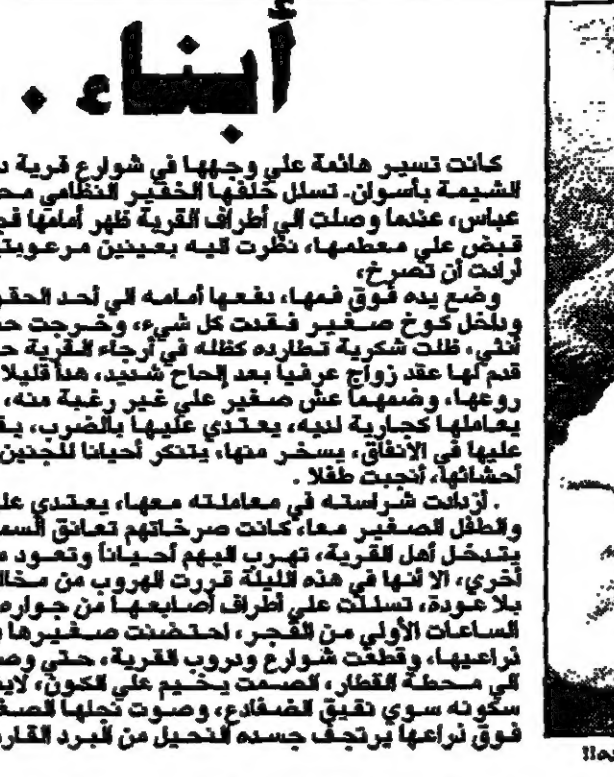 أبناء .
كانت تسير هائمة علي وجهها في شوارع قرية
الشيمة بأسوان. تسلل خلفها الخفير النظامي
عباس، عندما وصلت الي أطراف القرية ظهر أمامها
قبض علي معصمها، نظرت اليه بعينين
أرادت أن تصرخ،
وضع يده فوق فمها، دفعها أمامه الي أحد
وداخل كوخ صغير فقدت كل شيء، وخرجت
أنثي، ظلت شكرية تطارده كظله في أرجاء القرية
قدم لها عقد زواج عرفيا بعد إلحاح شديد، هدأ قليلا
روعها، وضمهما عش صغير علي غير رغبة منه،
يعاملها كجارية لديه، يعتدي عليها بالضرب،
عليها في الانفاق، يسخر منها، يتنكر أحيانا للجنين
أحشائها، أنجبت طفلا .
. أزدادت شراسته في معاملته معها، يعتدي
والطفل الصغير معا، كانت صرخاتهم تعانق
يتدخل أهل القرية، تهرب اليهم أحياناً وتعود
أخري، الا أنها في هذه الليلة قررت الهروب من
بلا عودة، تسللت علي أطراف أصابعها من جواره
الساعات الأولي من الفجر، احتضنت صغيرها
ذراعيها، وقطعت شوارع ودروب القرية، حتي
الي محطة القطار، الصمت يخيم علي الكون،
سكونه سوي نقيق الضفادع، وصوت نجلها
فوق ذراعها يرتجف جسده النحيل من البرد